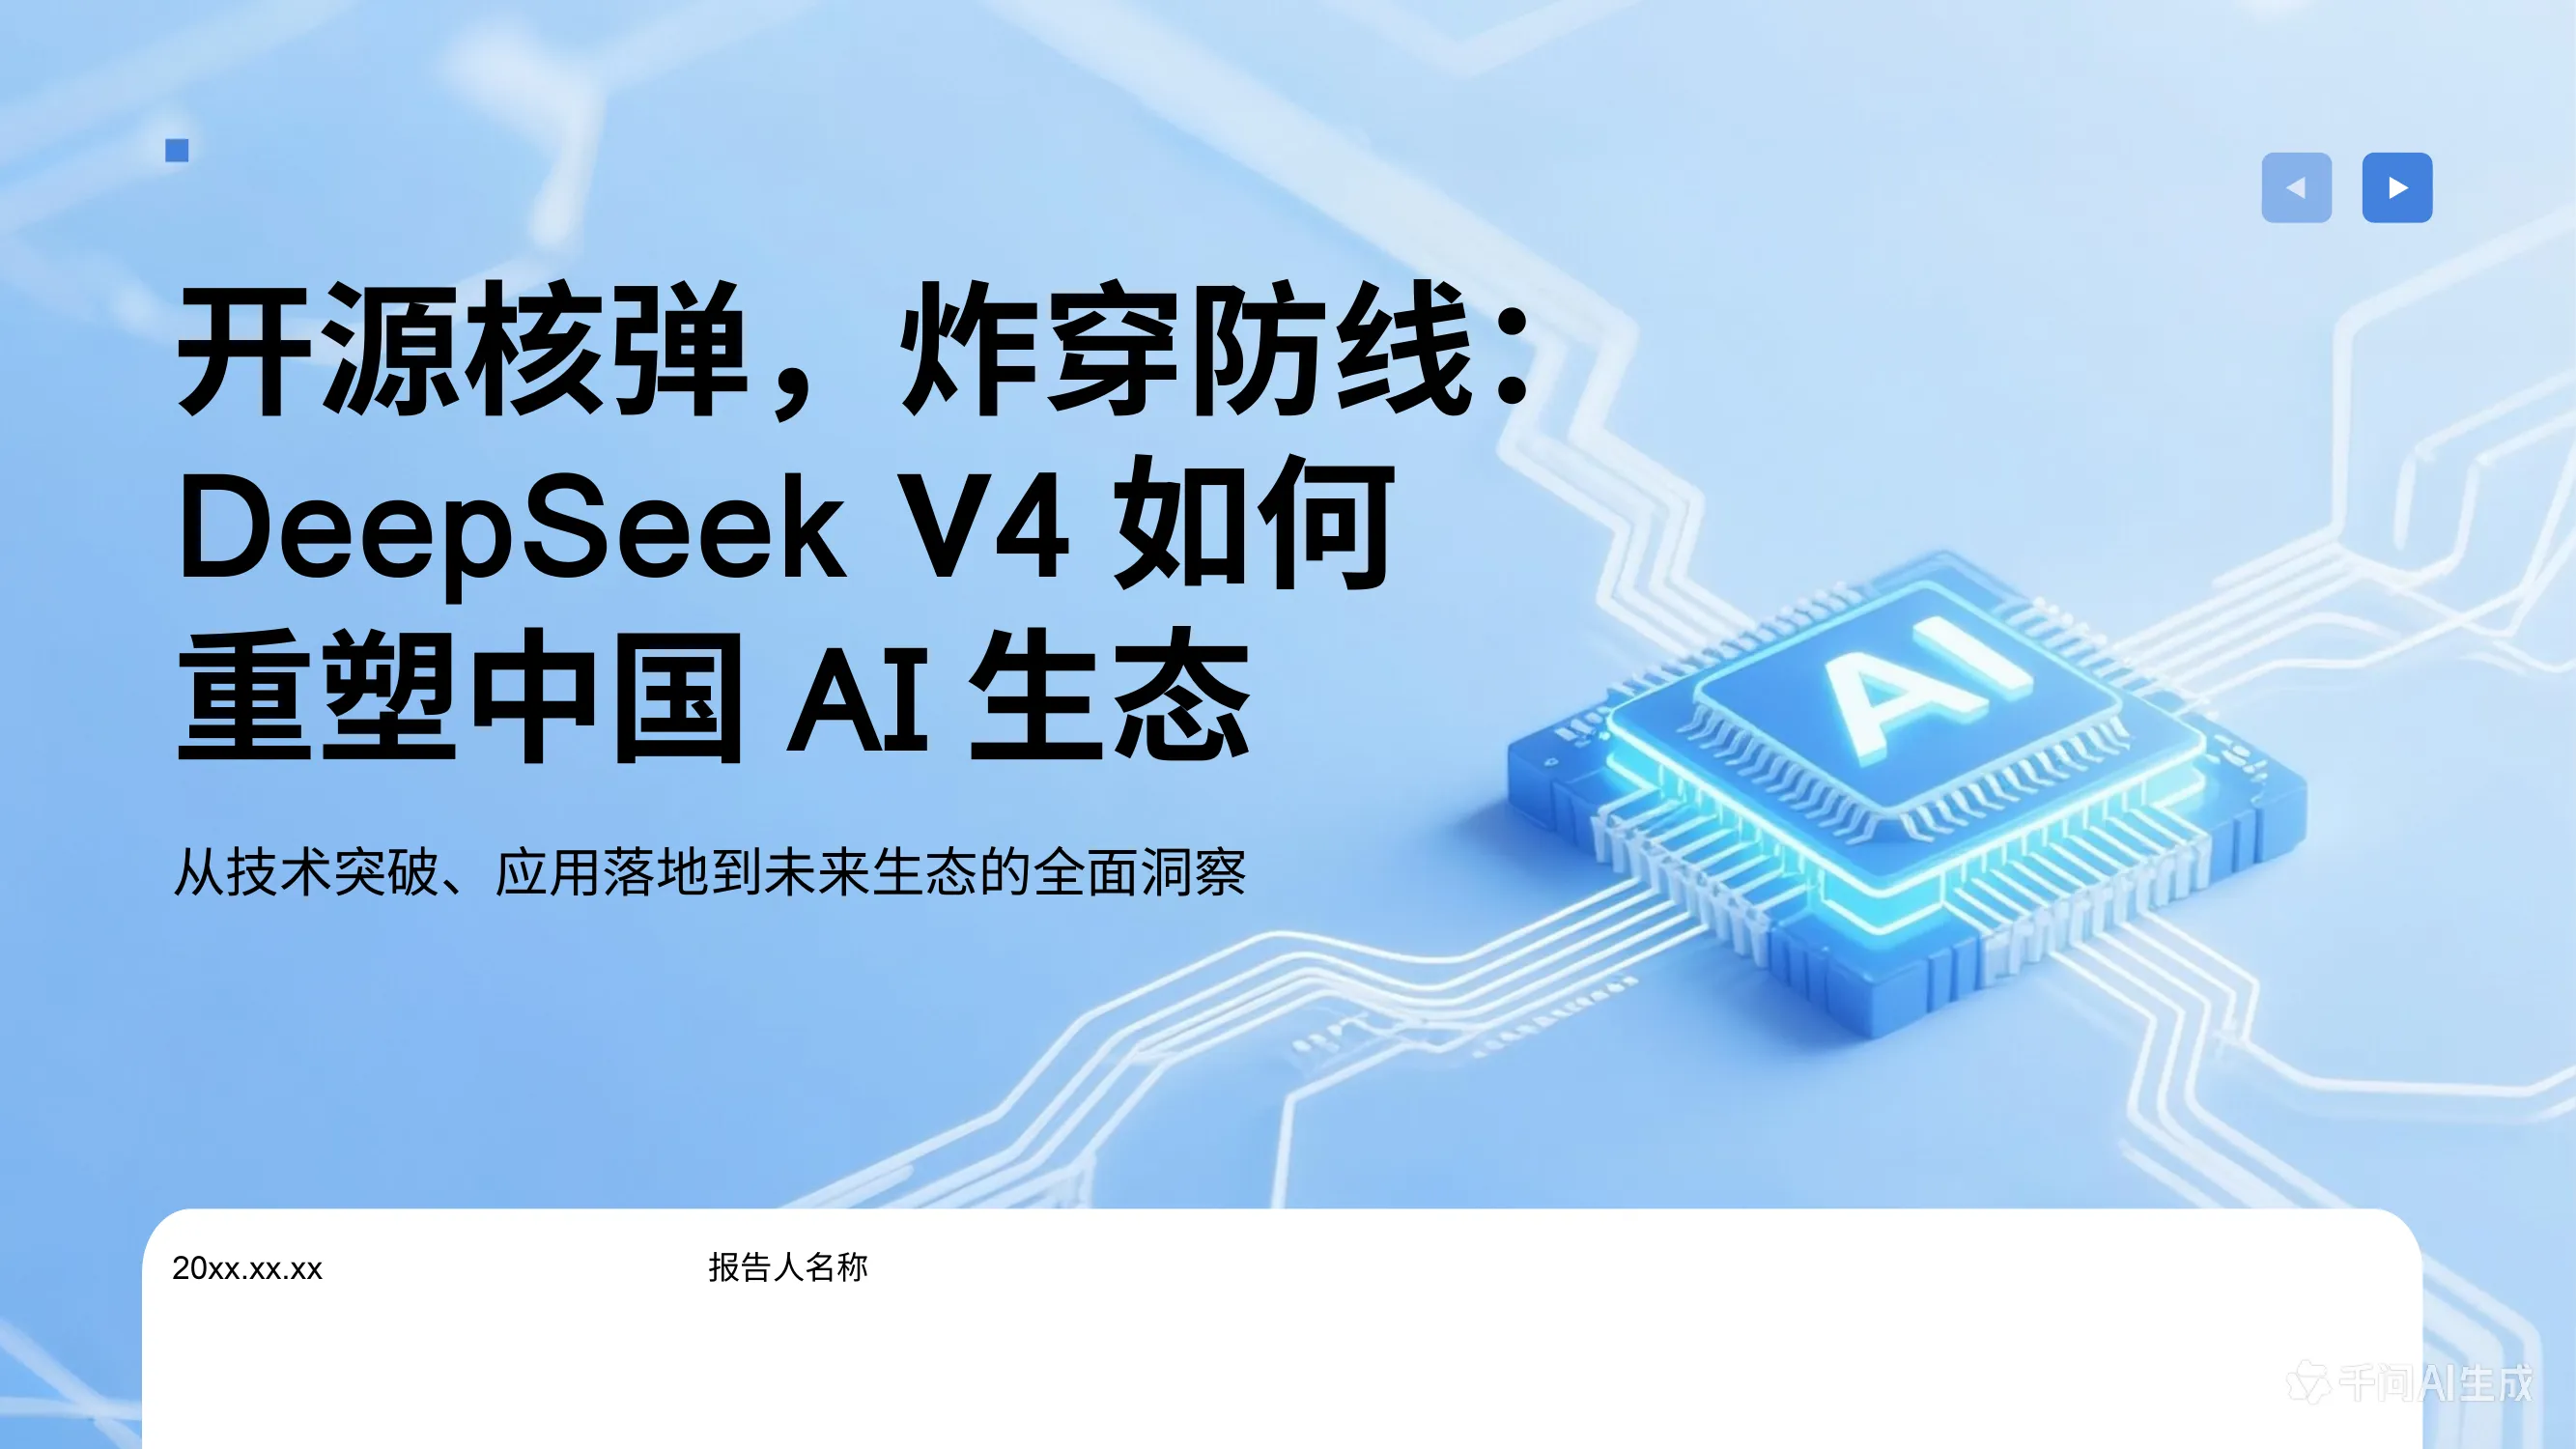 开源核弹，炸穿防线：
DeepSeek V4 如何
重塑中国 AI 生态
AI
从技术突破、应用落地到未来生态的全面洞察
20xx.xx.xx
报告人名称
千问AI生成